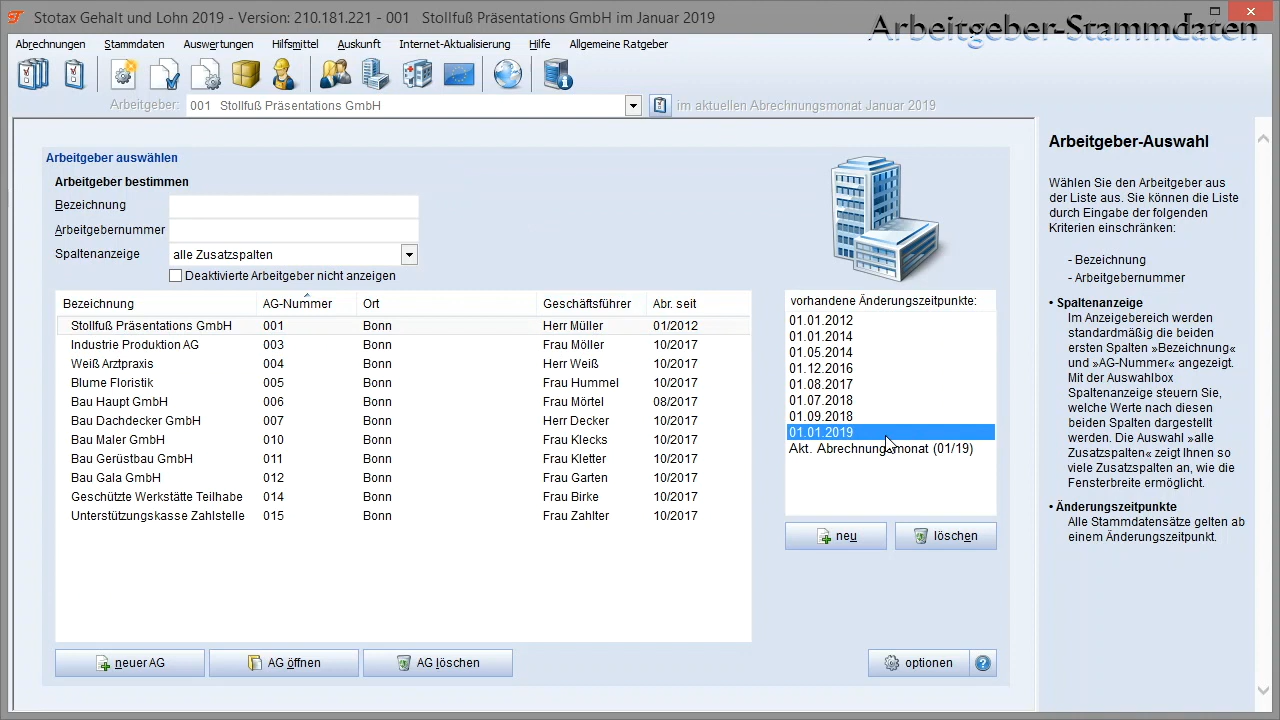 Stotax Gehalt und Lohn 2019 - Version: 210.181.221 - 001 Stollfuß Präsentations GmbH im Januar 2019
Arbeitgeber-Stammdaten
Abrechnungen Stammdaten Auswertungen Hilfsmittel Auskunft Internet-Aktualisierung Hilfe Allgemeine Ratgeber
Arbeitgeber: 001 Stollfuß Präsentations GmbH im aktuellen Abrechnungsmonat Januar 2019
Arbeitgeber auswählen
Arbeitgeber bestimmen
Bezeichnung
Arbeitgebernummer
Spaltenanzeige alle Zusatzspalten
Deaktivierte Arbeitgeber nicht anzeigen
Bezeichnung AG-Nummer Ort Geschäftsführer Abr. seit
Stollfuß Präsentations GmbH 001 Bonn Herr Müller 01/2012
Industrie Produktion AG 003 Bonn Frau Möller 10/2017
Weiß Arztpraxis 004 Bonn Herr Weiß 10/2017
Blume Floristik 005 Bonn Frau Hummel 10/2017
Bau Haupt GmbH 006 Bonn Frau Mörtel 08/2017
Bau Dachdecker GmbH 007 Bonn Herr Decker 10/2017
Bau Maler GmbH 010 Bonn Frau Klecks 10/2017
Bau Gerüstbau GmbH 011 Bonn Frau Kletter 10/2017
Bau Gala GmbH 012 Bonn Frau Garten 10/2017
Geschützte Werkstätte Teilhabe 014 Bonn Frau Birke 10/2017
Unterstützungskasse Zahlstelle 015 Bonn Frau Zahlter 10/2017
vorhandene Änderungszeitpunkte:
01.01.2012
01.01.2014
01.05.2014
01.12.2016
01.08.2017
01.07.2018
01.09.2018
01.01.2019
Akt. Abrechnungsmonat (01/19)
neu löschen
neuer AG AG öffnen AG löschen optionen
Arbeitgeber-Auswahl
Wählen Sie den Arbeitgeber aus
der Liste aus. Sie können die Liste
durch Eingabe der folgenden
Kriterien einschränken:
- Bezeichnung
- Arbeitgebernummer
• Spaltenanzeige
Im Anzeigebereich werden
standardmäßig die beiden
ersten Spalten »Bezeichnung«
und »AG-Nummer« angezeigt.
Mit der Auswahlbox
Spaltenanzeige steuern Sie,
welche Werte nach diesen
beiden Spalten dargestellt
werden. Die Auswahl »alle
Zusatzspalten« zeigt Ihnen so
viele Zusatzspalten an, wie die
Fensterbreite ermöglicht.
• Änderungszeitpunkte
Alle Stammdatensätze gelten ab
einem Änderungszeitpunkt.